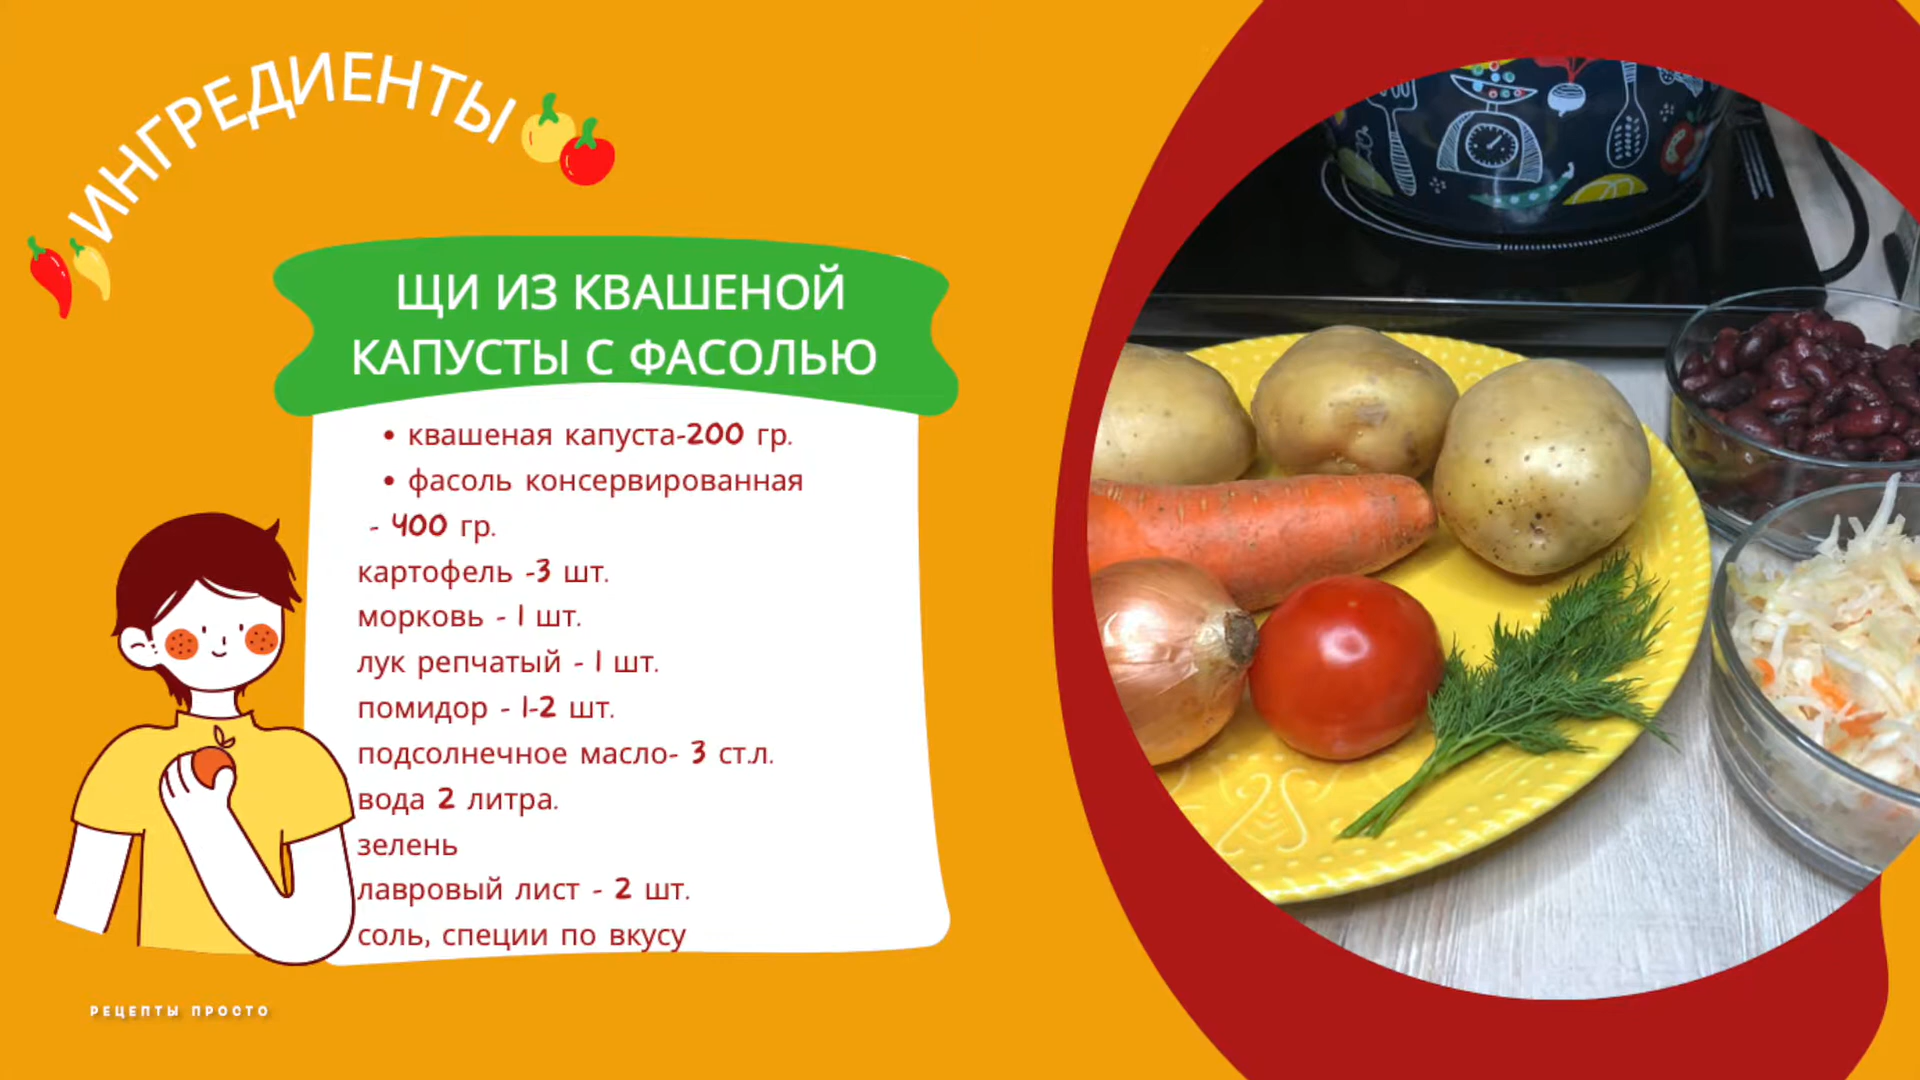 ИНГРЕДИЕНТЫ
ЩИ ИЗ КВАШЕНОЙ
КАПУСТЫ С ФАСОЛЬЮ
• квашеная капуста-200 гр.
• фасоль консервированная
- 400 гр.
картофель -3 шт.
морковь - 1 шт.
лук репчатый - 1 шт.
помидор - 1-2 шт.
подсолнечное масло- 3 ст.л.
вода 2 литра.
зелень
лавровый лист - 2 шт.
соль, специи по вкусу
РЕЦЕПТЫ ПРОСТО